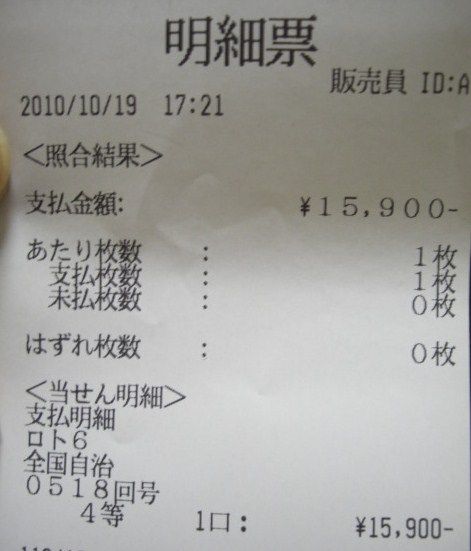 明細票
販売員 ID:A
2010/10/19 17:21
＜照合結果＞
支払金額: ¥15,900-
あたり枚数 : 1枚
支払枚数 : 1枚
未払枚数 : 0枚
はずれ枚数 : 0枚
＜当せん明細＞
支払明細
ロト6
全国自治
0518回号
4等 1口: ¥15,900-